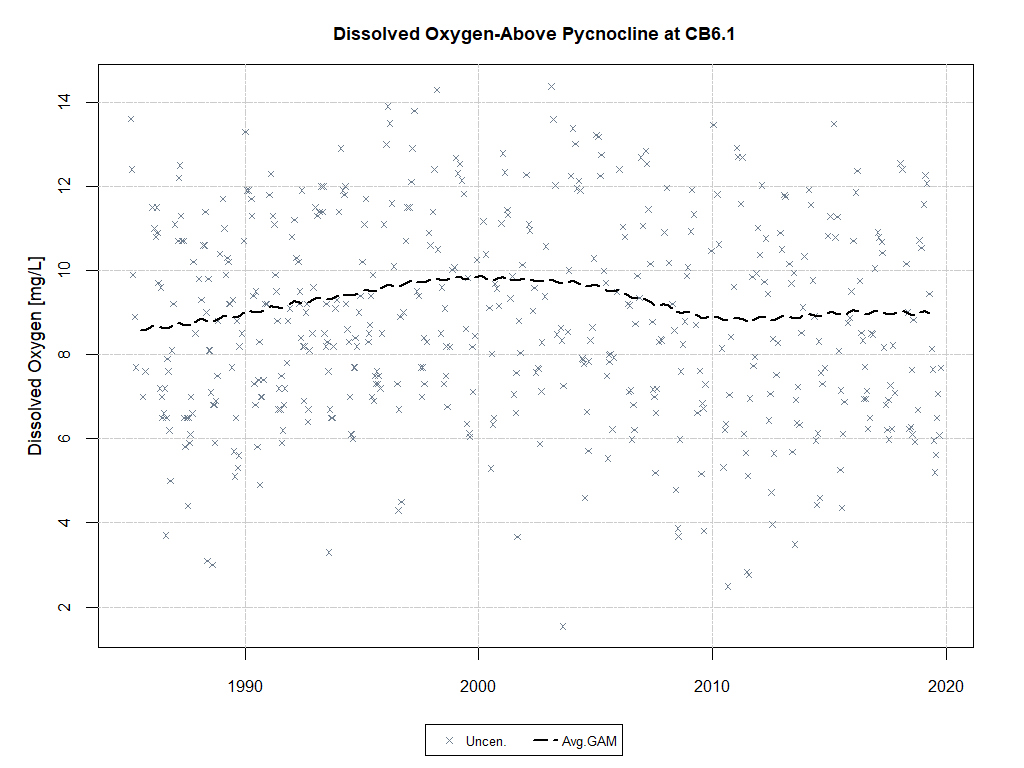 Dissolved Oxygen-Above Pycnocline at CB6.1
Dissolved Oxygen [mg/L]
14
12
10
8
6
4
2
1990 2000 2010 2020
Uncen. Avg.GAM